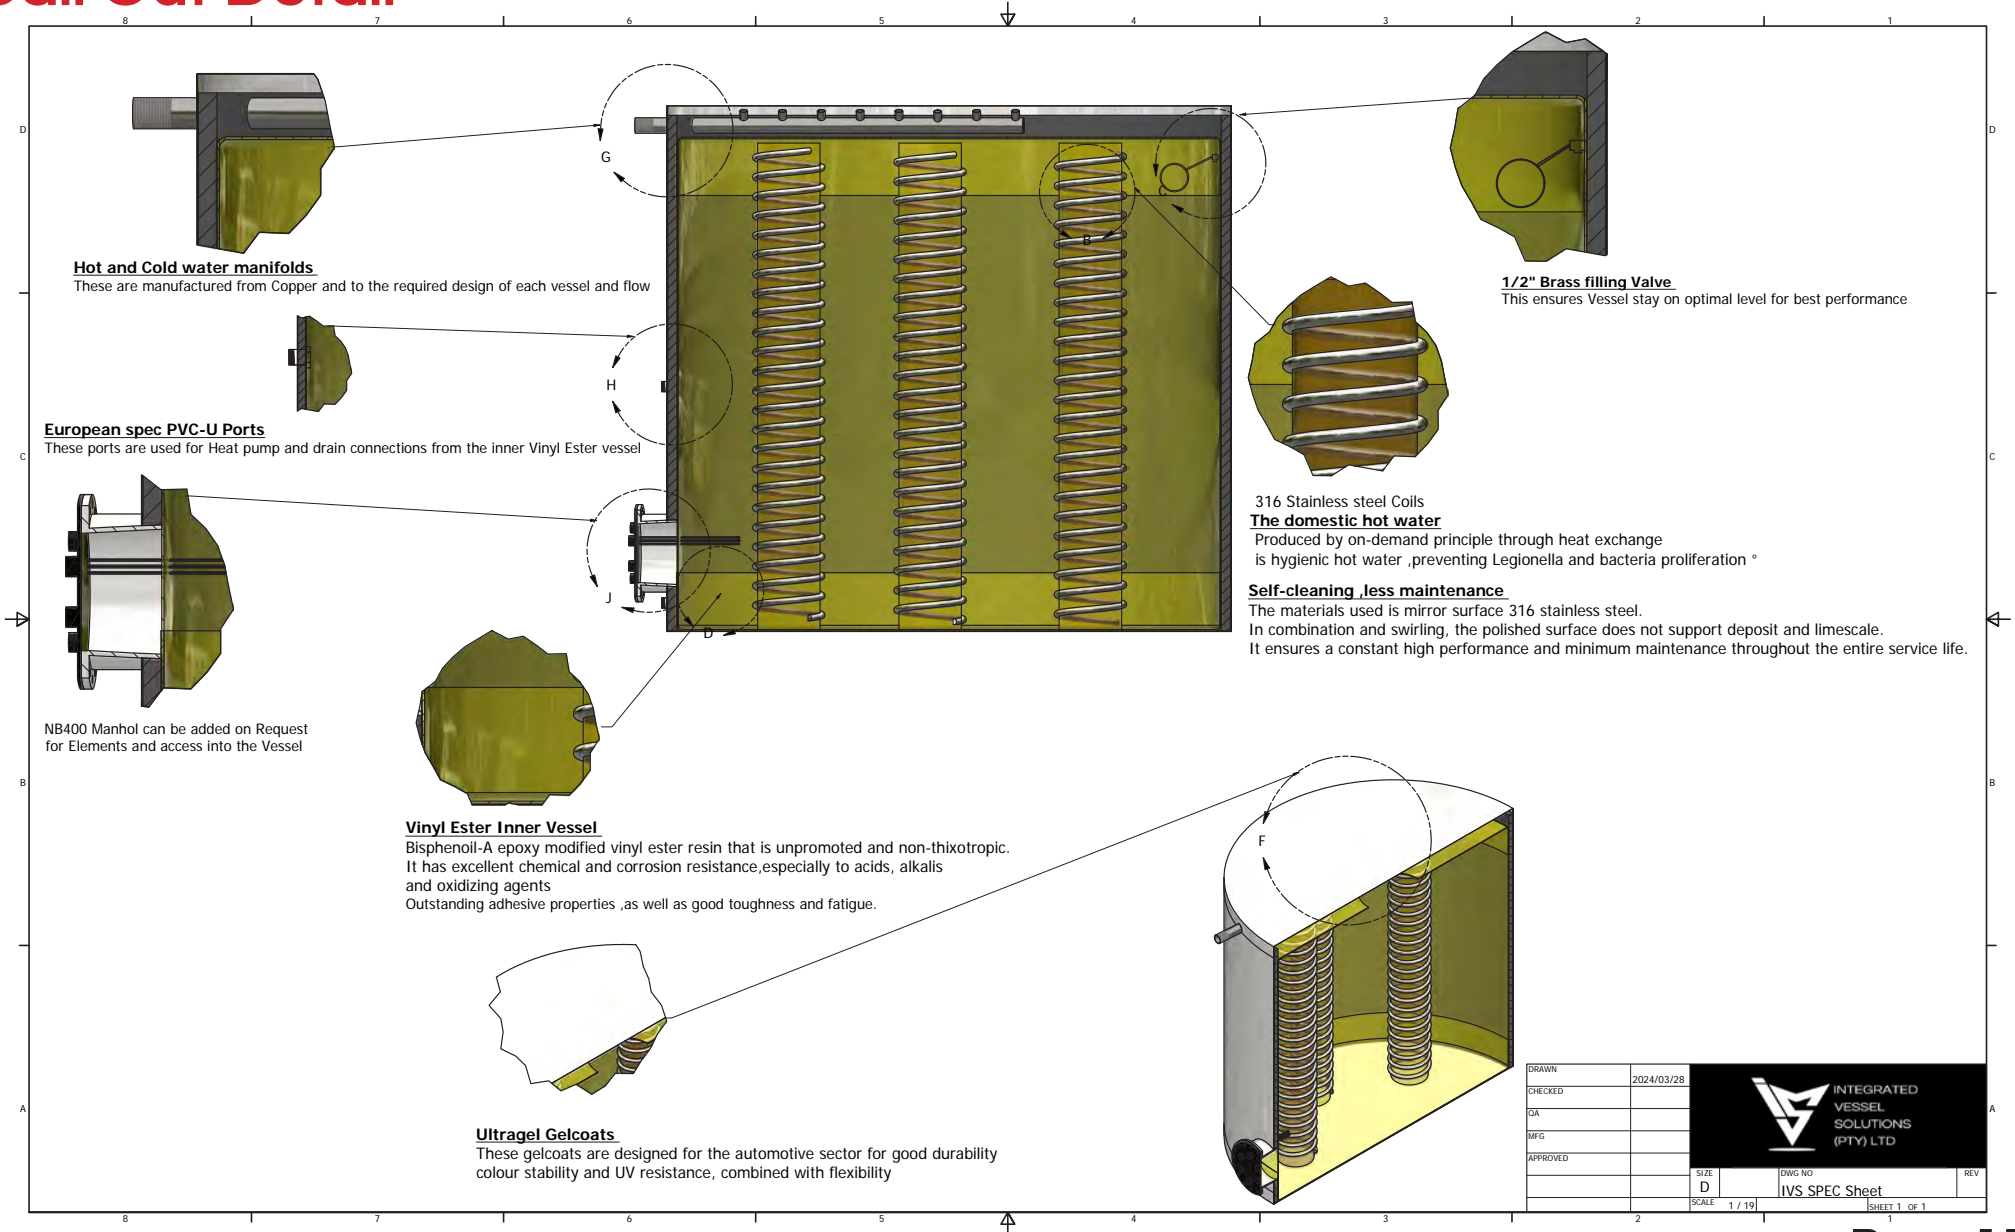 Call Out Detail
8 7 6 5 4 3 2 1
D
D
G
C
B
Hot and Cold water manifolds
These are manufactured from Copper and to the required design of each vessel and flow
1/2" Brass filling Valve
This ensures Vessel stay on optimal level for best performance
H
European spec PVC-U Ports
These ports are used for Heat pump and drain connections from the inner Vinyl Ester vessel
C
C
316 Stainless steel Coils
The domestic hot water
Produced by on-demand principle through heat exchange
is hygienic hot water ,preventing Legionella and bacteria proliferation °
Self-cleaning ,less maintenance
The materials used is mirror surface 316 stainless steel.
In combination and swirling, the polished surface does not support deposit and limescale.
It ensures a constant high performance and minimum maintenance throughout the entire service life.
J
D
NB400 Manhol can be added on Request
for Elements and access into the Vessel
B
B
Vinyl Ester Inner Vessel
Bisphenoil-A epoxy modified vinyl ester resin that is unpromoted and non-thixotropic.
It has excellent chemical and corrosion resistance,especially to acids, alkalis
and oxidizing agents
Outstanding adhesive properties ,as well as good toughness and fatigue.
F
A
A
Ultragel Gelcoats
These gelcoats are designed for the automotive sector for good durability
colour stability and UV resistance, combined with flexibility
DRAWN
2024/03/28
CHECKED
QA
MFG
APPROVED
INTEGRATED
VESSEL
SOLUTIONS
(PTY) LTD
SIZE
D
DWG NO
IVS SPEC Sheet
REV
SCALE
1 / 19
SHEET 1 OF 1
8 7 6 5 4 3 2 1